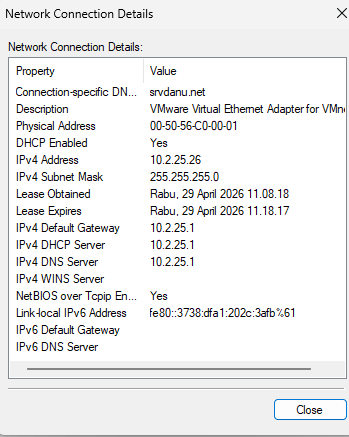 Network Connection Details
Network Connection Details:
Property Value
Connection-specific DN... srvdanu.net
Description VMware Virtual Ethernet Adapter for VMne
Physical Address 00-50-56-C0-00-01
DHCP Enabled Yes
IPv4 Address 10.2.25.26
IPv4 Subnet Mask 255.255.255.0
Lease Obtained Rabu, 29 April 2026 11.08.18
Lease Expires Rabu, 29 April 2026 11.18.17
IPv4 Default Gateway 10.2.25.1
IPv4 DHCP Server 10.2.25.1
IPv4 DNS Server 10.2.25.1
IPv4 WINS Server
NetBIOS over Tcpip En... Yes
Link-local IPv6 Address fe80::3738:dfa1:202c:3afb%61
IPv6 Default Gateway
IPv6 DNS Server
Close